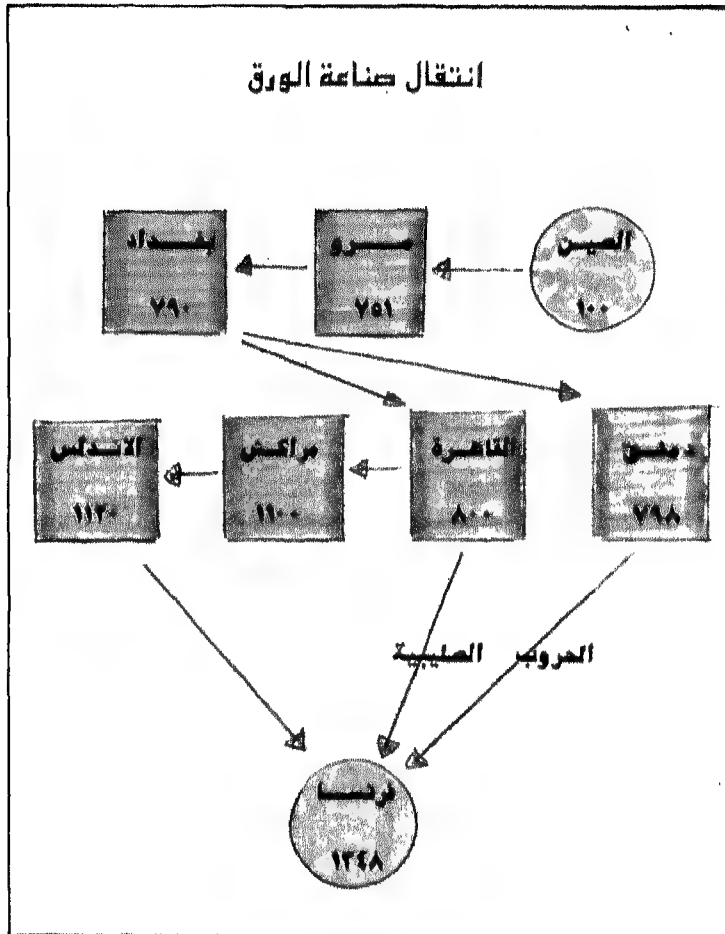 انتقال صناعة الورق
الصين
١٠٠
مرو
٧٥١
بغداد
٧٩٠
دمشق
٧٩٨
القاهرة
٨٠٠
مراكش
١١٠٠
الاندلس
١١٢٠
الحروب الصليبية
فرنسا
١٣٤٨